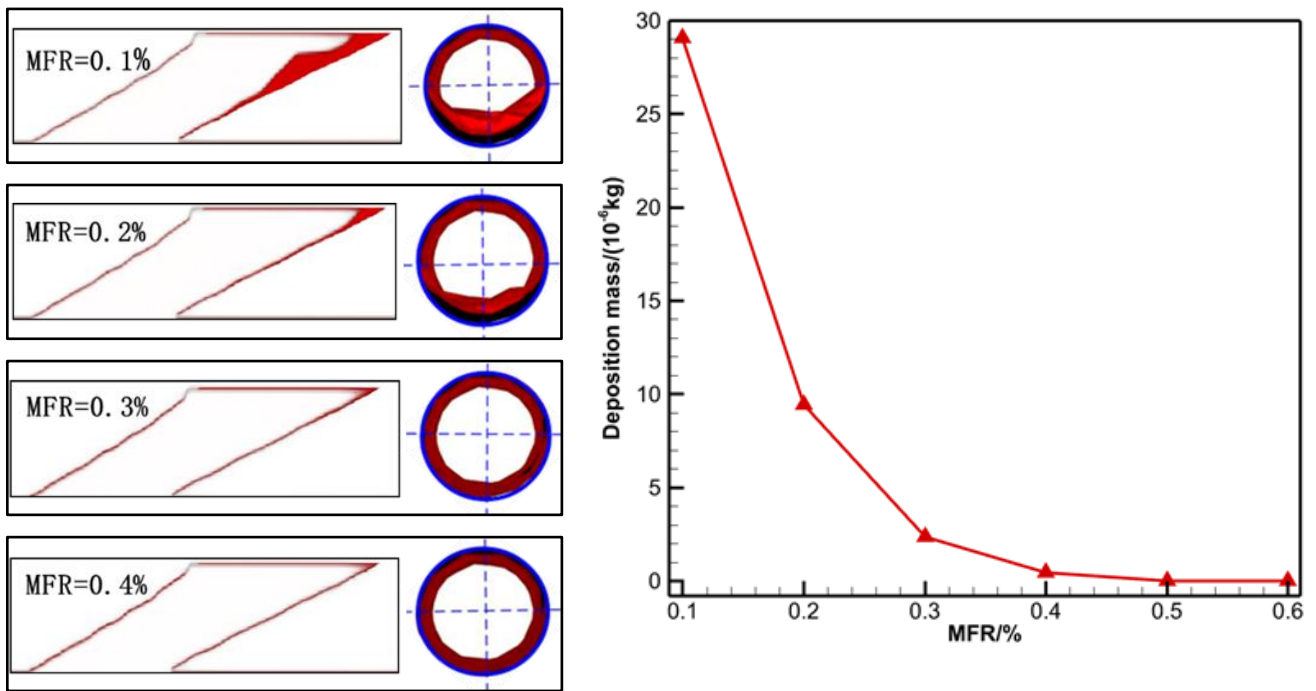 MFR=0.1%
MFR=0.2%
MFR=0.3%
MFR=0.4%
Deposition mass/(10⁻⁶kg)
30
25
20
15
10
5
0
0.1 0.2 0.3 0.4 0.5 0.6
MFR/%